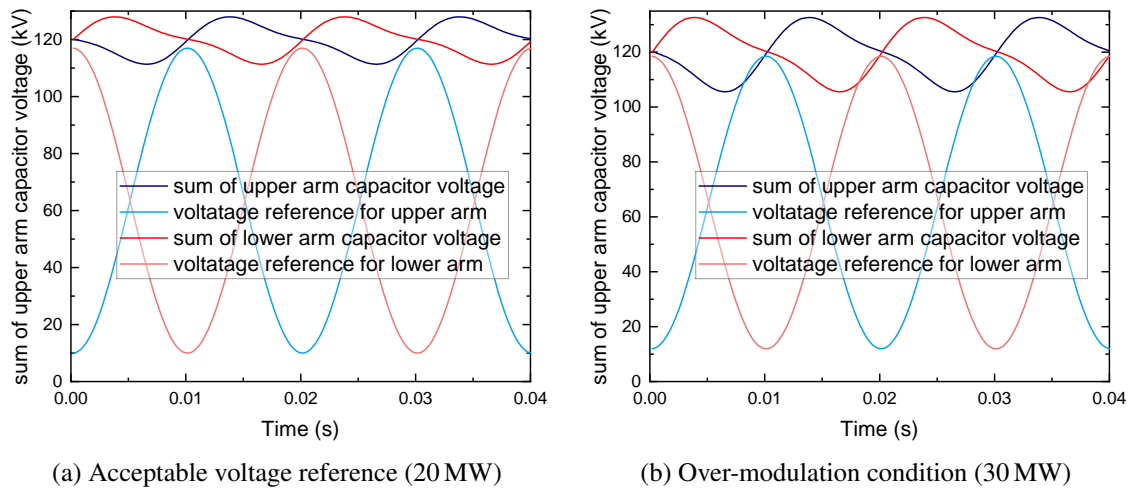 sum of upper arm capacitor voltage (kV)
120
100
80
60
40
20
0
0.00
0.01
0.02
0.03
0.04
Time (s)
sum of upper arm capacitor voltage
voltatage reference for upper arm
sum of lower arm capacitor voltage
voltatage reference for lower arm
(a) Acceptable voltage reference (20 MW)
sum of upper arm capacitor voltage (kV)
120
100
80
60
40
20
0
0.00
0.01
0.02
0.03
0.04
Time (s)
sum of upper arm capacitor voltage
voltatage reference for upper arm
sum of lower arm capacitor voltage
voltatage reference for lower arm
(b) Over-modulation condition (30 MW)